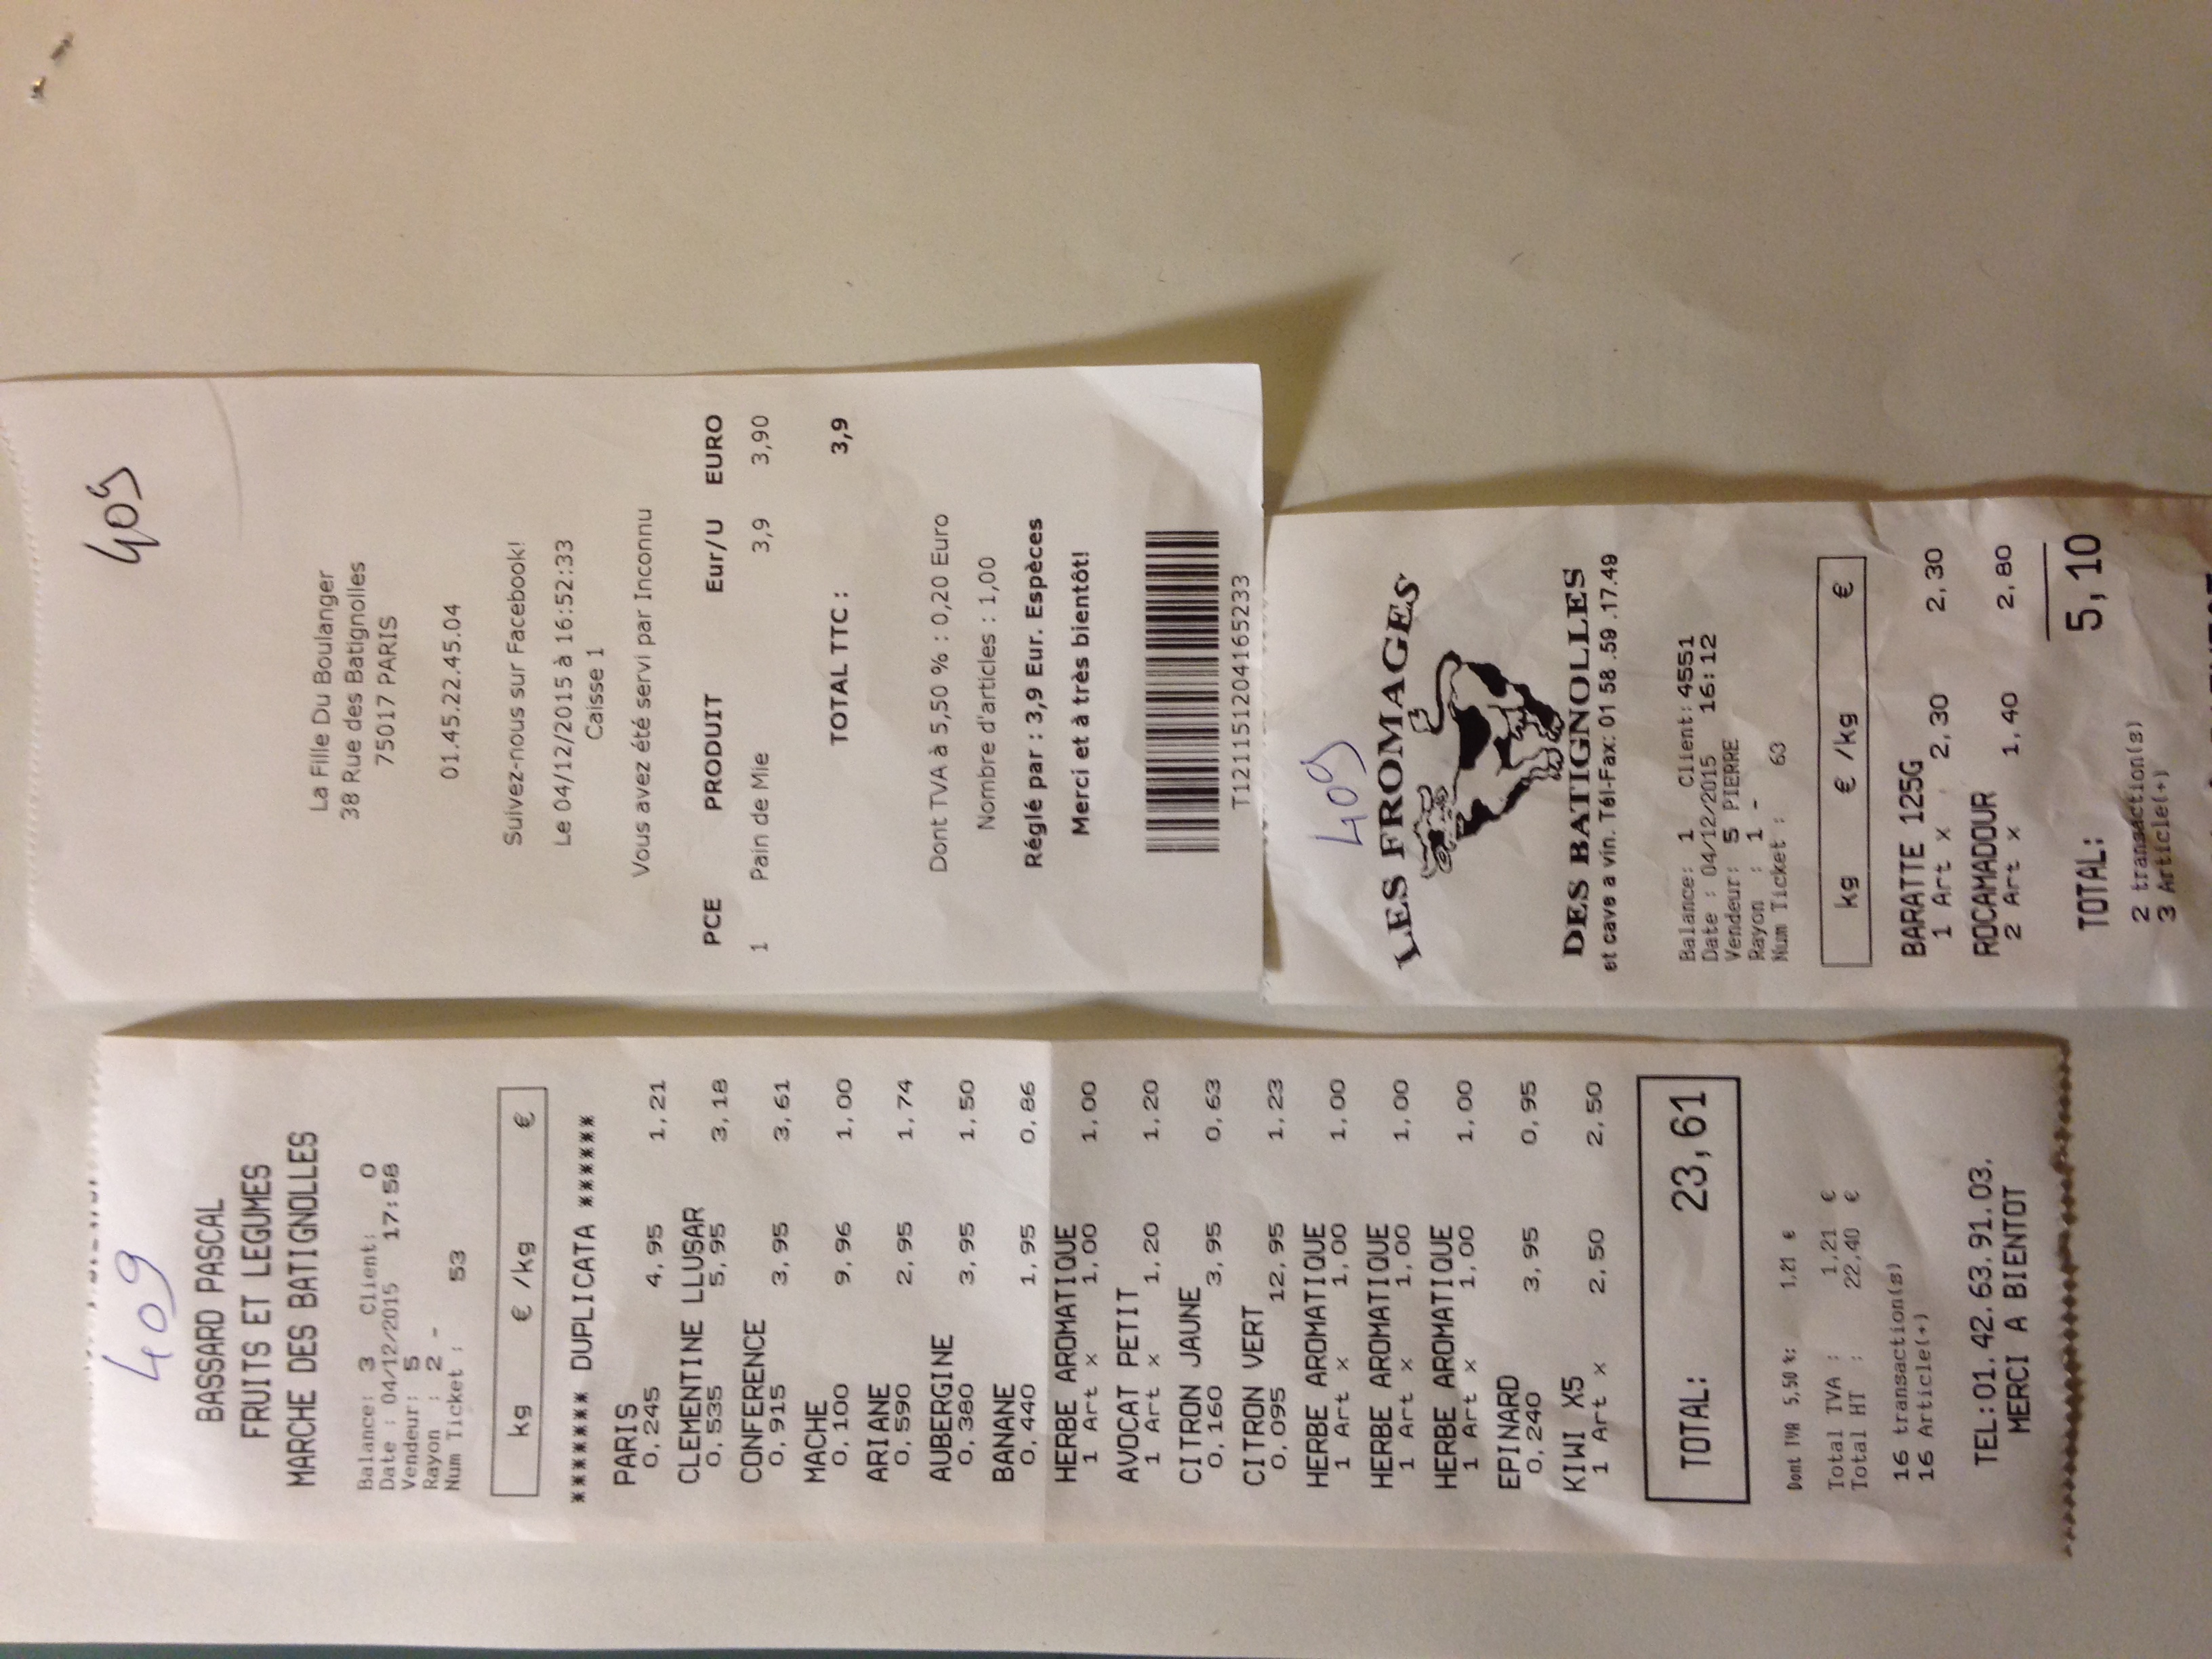 409
BASSARD PASCAL
FRUITS ET LEGUMES
MARCHE DES BATIGNOLLES
Balance: 3 Client: 0
Date : 04/12/2015 17:58
Vendeur: 5
Rayon : 2 -
Num Ticket : 53
kg € /kg €
******* DUPLICATA ******
PARIS
0,245 4,95 1,21
CLEMENTINE LLUSAR
0,535 5,95 3,18
CONFERENCE
0,915 3,95 3,61
MACHE
0,100 9,96 1,00
ARIANE
0,590 2,95 1,74
AUBERGINE
0,380 3,95 1,50
BANANE
0,440 1,95 0,86
HERBE AROMATIQUE
1 Art x 1,00 1,00
AVOCAT PETIT
1 Art x 1,20 1,20
CITRON JAUNE
0,160 3,95 0,63
CITRON VERT
0,095 12,95 1,23
HERBE AROMATIQUE
1 Art x 1,00 1,00
HERBE AROMATIQUE
1 Art x 1,00 1,00
HERBE AROMATIQUE
1 Art x 1,00 1,00
EPINARD
0,240 3,95 0,95
KIWI X5
1 Art x 2,50 2,50
TOTAL: 23,61
Dont TVA 5,50 %: 1,21 €
Total TVA : 1,21 €
Total HT : 22,40 €
16 transaction(s)
16 Article(+)
TEL:01.42.63.91.03.
MERCI A BIENTOT
409
La Fille Du Boulanger
38 Rue des Batignolles
75017 PARIS
01.45.22.45.04
Suivez-nous sur Facebook!
Le 04/12/2015 à 16:52:33
Caisse 1
Vous avez été servi par Inconnu
PCE PRODUIT Eur/U EURO
1 Pain de Mie 3,9 3,90
TOTAL TTC : 3,9
Dont TVA à 5,50 % : 0,20 Euro
Nombre d'articles : 1,00
Réglé par : 3,9 Eur. Espèces
Merci et à très bientôt!
T121151204165233
409
LES FROMAGES
DES BATIGNOLLES
et cave a vin. Tél-Fax: 01 58 .59 .17.49
Balance: 1 Client: 4551
Date : 04/12/2015 16:12
Vendeur: 5 PIERRE
Rayon : 1 -
Num Ticket : 63
kg € /kg €
BARATTE 125G
1 Art x 2,30 2,30
ROCAMADOUR
2 Art x 1,40 2,80
TOTAL: 5,10
2 transaction(s)
3 Article(+)